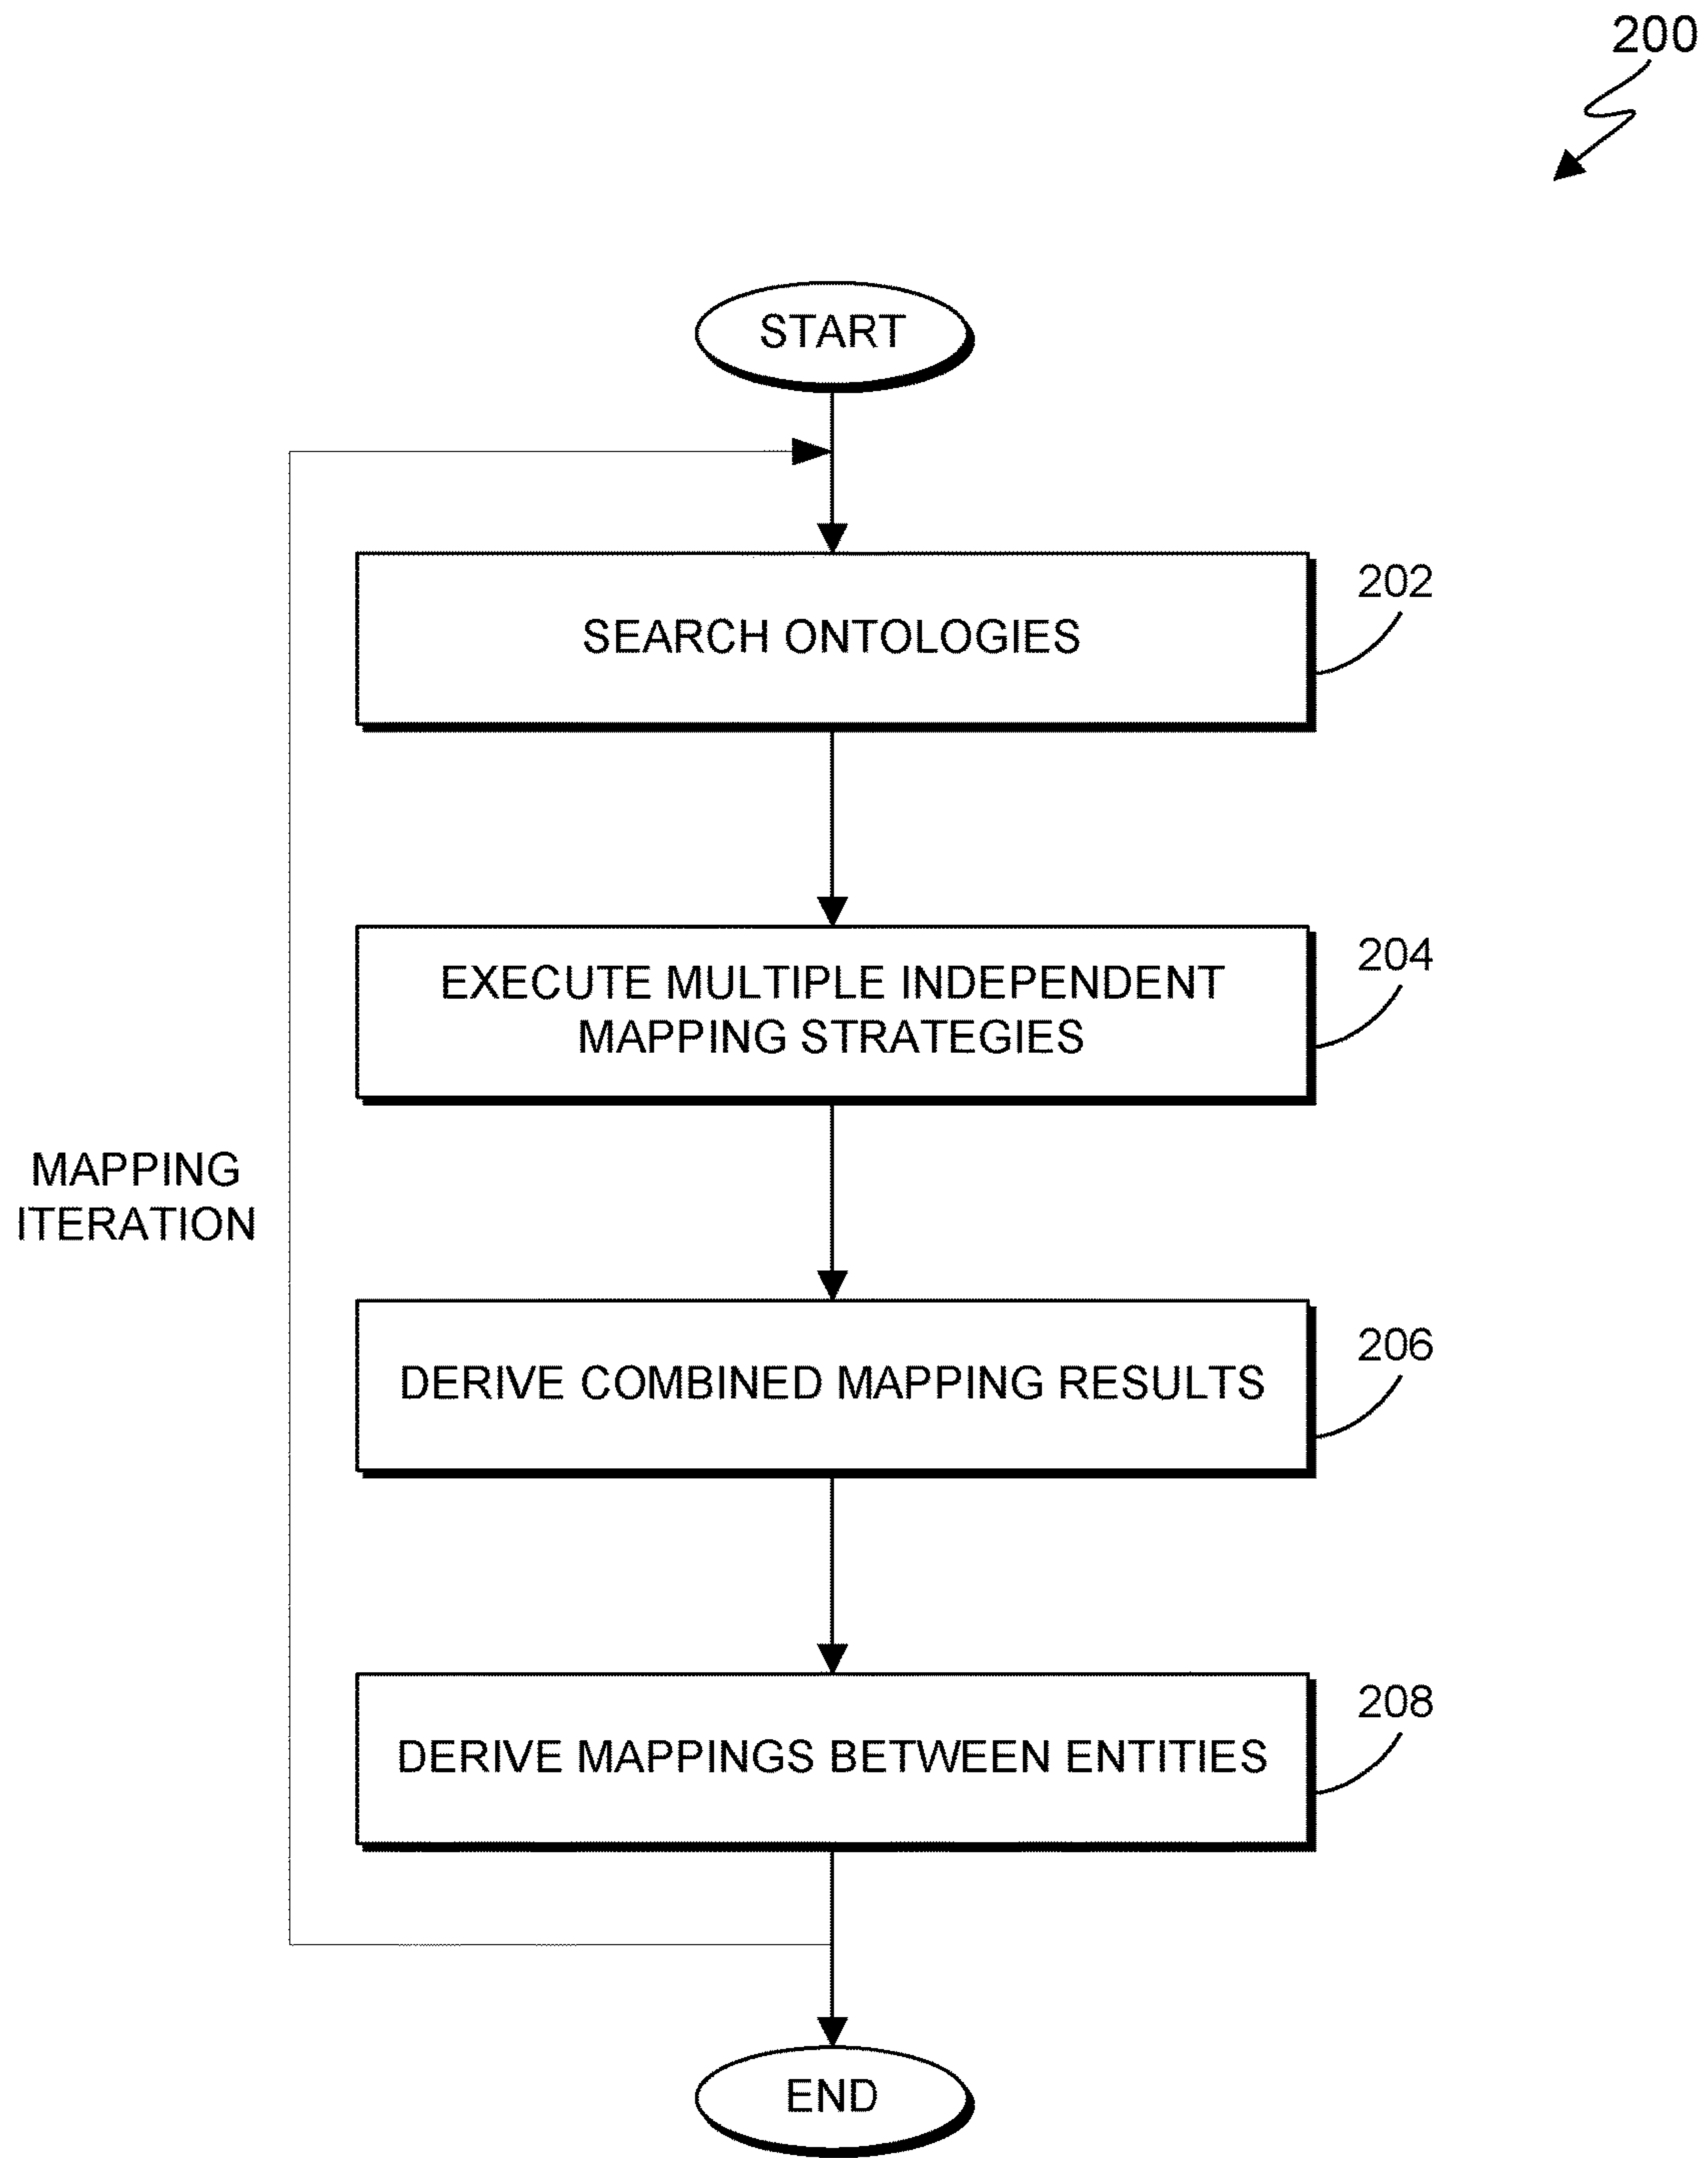 200
START
SEARCH ONTOLOGIES
202
EXECUTE MULTIPLE INDEPENDENT
MAPPING STRATEGIES
204
MAPPING
ITERATION
DERIVE COMBINED MAPPING RESULTS
206
DERIVE MAPPINGS BETWEEN ENTITIES
208
END